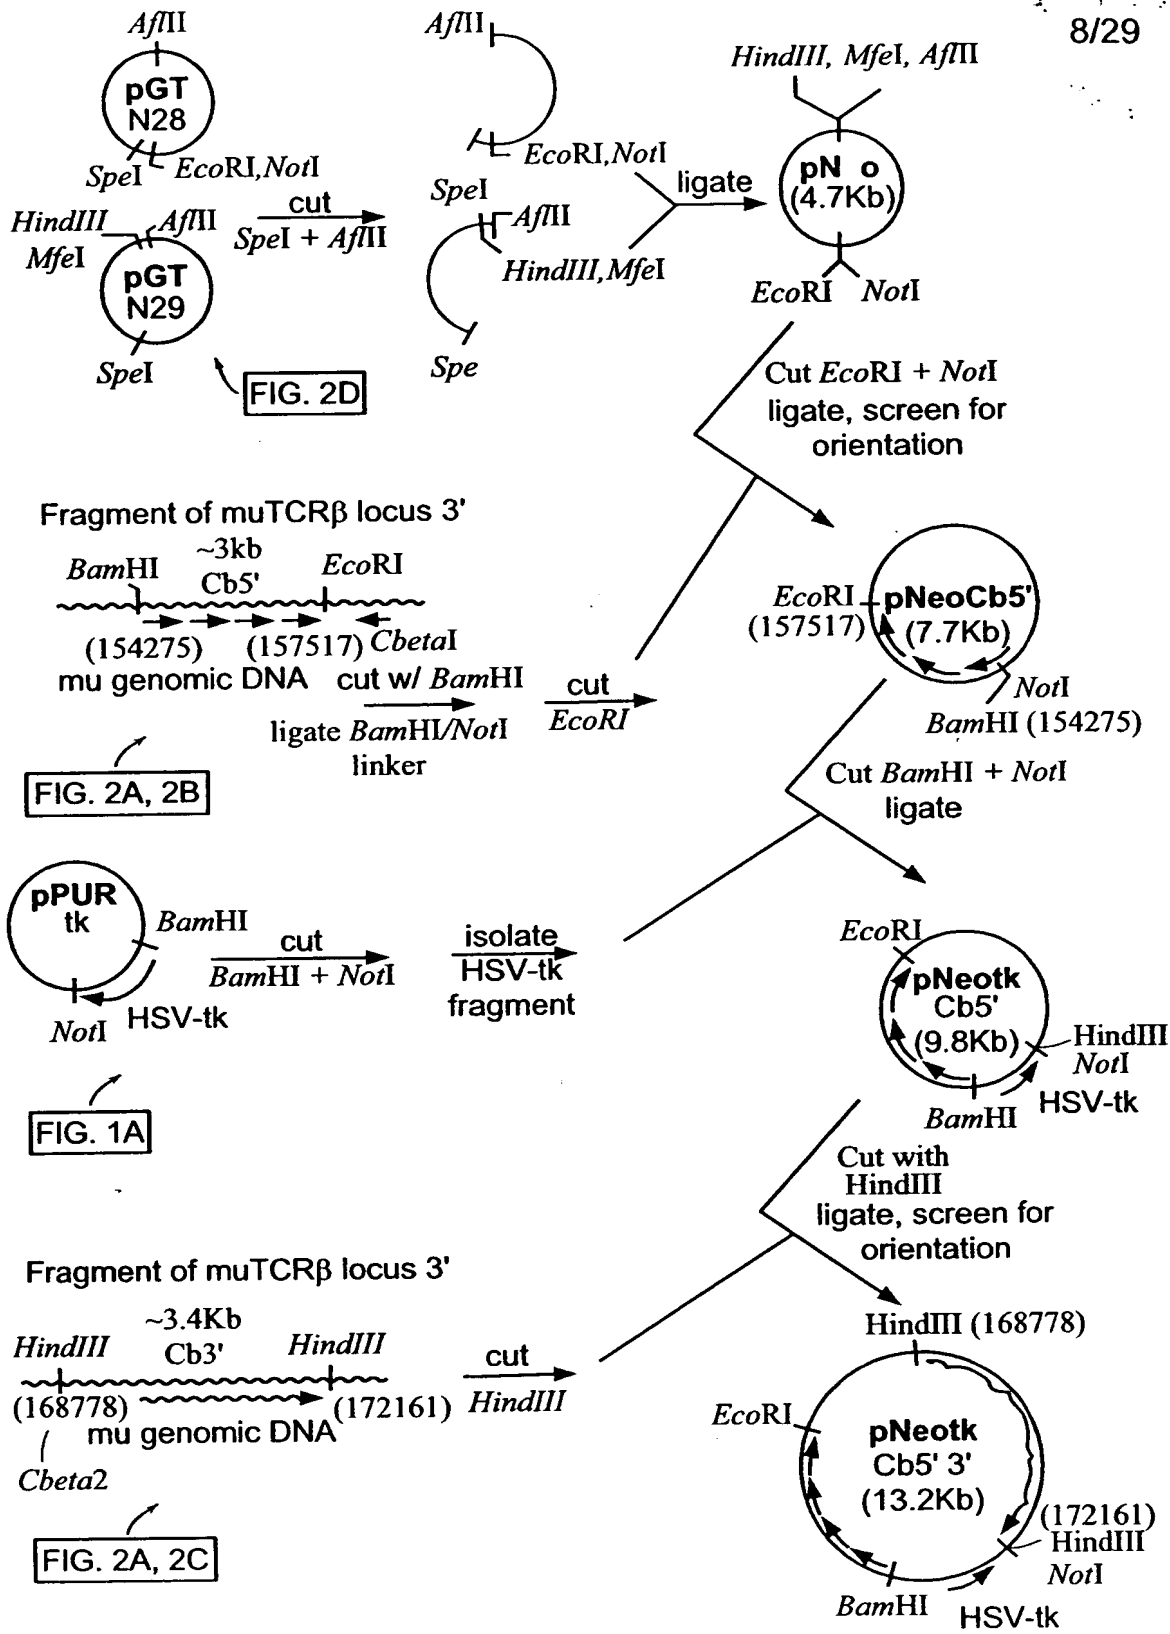 8/29
AflII
pGT
N28
SpeI
EcoRI,NotI
HindIII
AflII
MfeI
pGT
N29
SpeI
cut
SpeI + AflII
FIG. 2D
AflII
EcoRI,NotI
SpeI
AflII
HindIII,MfeI
Spe
ligate
HindIII, MfeI, AflII
pN o
(4.7Kb)
EcoRI NotI
Cut EcoRI + NotI
ligate, screen for
orientation
Fragment of muTCRβ locus 3'
BamHI
~3kb
Cb5'
EcoRI
(154275)
(157517)
CbetaI
mu genomic DNA
cut w/ BamHI
ligate BamHI/NotI
linker
cut
EcoRI
FIG. 2A, 2B
EcoRI
(157517)
pNeoCb5'
(7.7Kb)
NotI
BamHI (154275)
Cut BamHI + NotI
ligate
pPUR
tk
BamHI
NotI
HSV-tk
cut
BamHI + NotI
isolate
HSV-tk
fragment
FIG. 1A
EcoRI
pNeotk
Cb5'
(9.8Kb)
HindIII
NotI
HSV-tk
BamHI
Cut with
HindIII
ligate, screen for
orientation
Fragment of muTCRβ locus 3'
HindIII
~3.4Kb
Cb3'
HindIII
(168778)
(172161)
mu genomic DNA
Cbeta2
cut
HindIII
FIG. 2A, 2C
HindIII (168778)
EcoRI
pNeotk
Cb5' 3'
(13.2Kb)
(172161)
HindIII
NotI
BamHI
HSV-tk